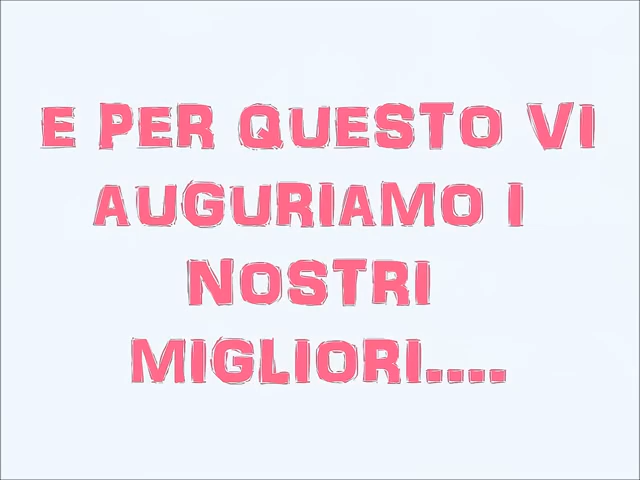 E PER QUESTO VI
AUGURIAMO I
NOSTRI
MIGLIORI....